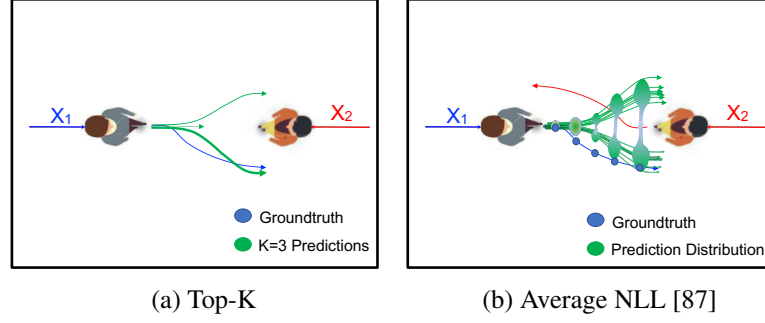 X1
X2
Groundtruth
K=3 Predictions
(a) Top-K
X1
X2
Groundtruth
Prediction Distribution
(b) Average NLL [87]